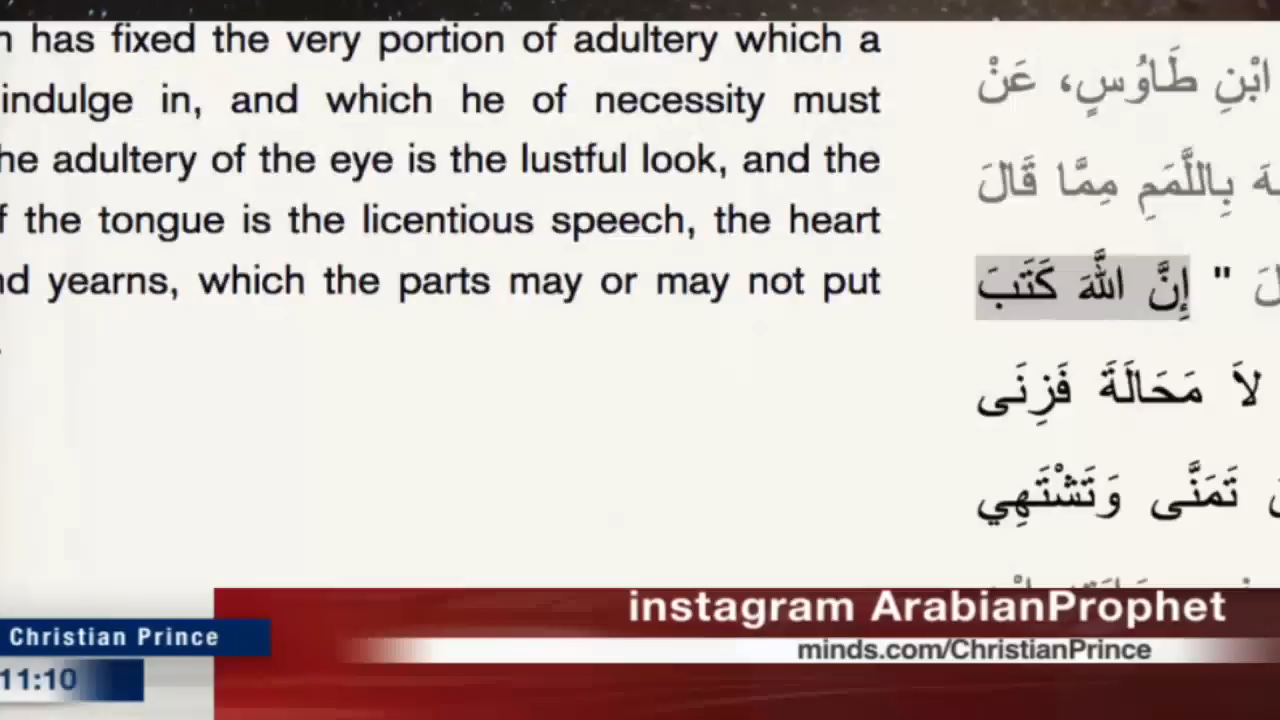 has fixed the very portion of adultery which a
indulge in, and which he of necessity must
adultery of the eye is the lustful look, and the
the tongue is the licentious speech, the heart
yearns, which the parts may or may not put
ابْنِ طَاوُسٍ، عَنْ
بِاللَّمَمِ مِمَّا قَالَ
" إِنَّ اللَّهَ كَتَبَ
لاَ مَحَالَةَ فَزِنَى
تَمَنَّى وَتَشْتَهِي
instagram ArabianProphet
Christian Prince
minds.com/ChristianPrince
11:10